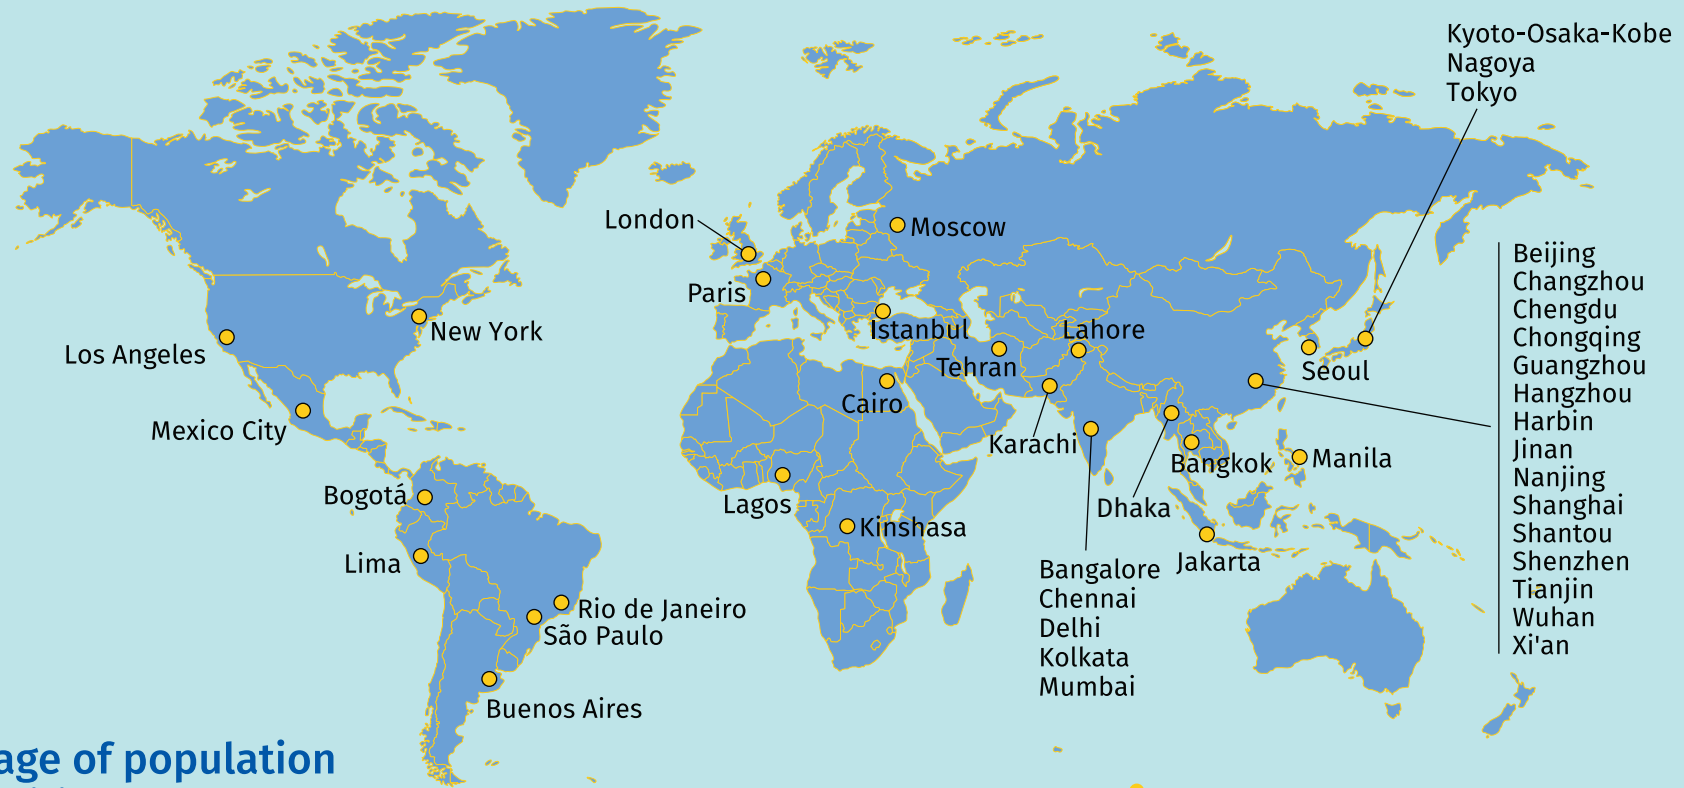 Kyoto-Osaka-Kobe
Nagoya
Tokyo
London
Moscow
Paris
Istanbul
Lahore
New York
Los Angeles
Tehran
Seoul
Cairo
Mexico City
Karachi
Bangkok
Manila
Bogotá
Lagos
Dhaka
Kinshasa
Lima
Jakarta
Bangalore
Chennai
Delhi
Kolkata
Mumbai
Rio de Janeiro
São Paulo
Buenos Aires
Beijing
Changzhou
Chengdu
Chongqing
Guangzhou
Hangzhou
Harbin
Jinan
Nanjing
Shanghai
Shantou
Shenzhen
Tianjin
Wuhan
Xi'an
age of population